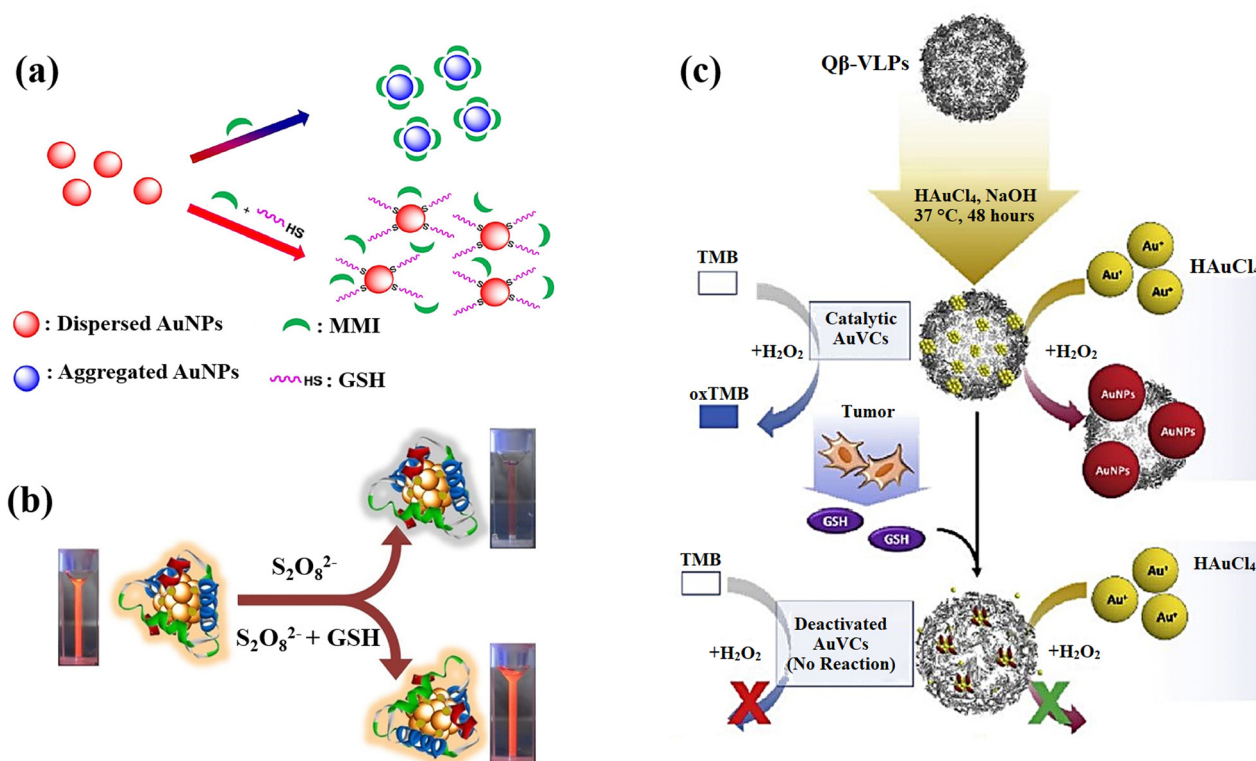 (a)
HS
S S
S S
S S
S S
S S
S S
S S
S S
: Dispersed AuNPs
: MMI
: Aggregated AuNPs
HS : GSH
(b)
S₂O₈²⁻
S₂O₈²⁻ + GSH
(c)
Qβ-VLPs
HAuCl₄, NaOH
37 °C, 48 hours
TMB
Catalytic
AuVCs
+H₂O₂
oxTMB
Au⁺
Au⁺
Au⁺
HAuCl₄
+H₂O₂
AuNPs
AuNPs
AuNPs
Tumor
GSH
GSH
TMB
Deactivated
AuVCs
(No Reaction)
+H₂O₂
X
Au⁺
Au⁺
Au⁺
HAuCl₄
+H₂O₂
X